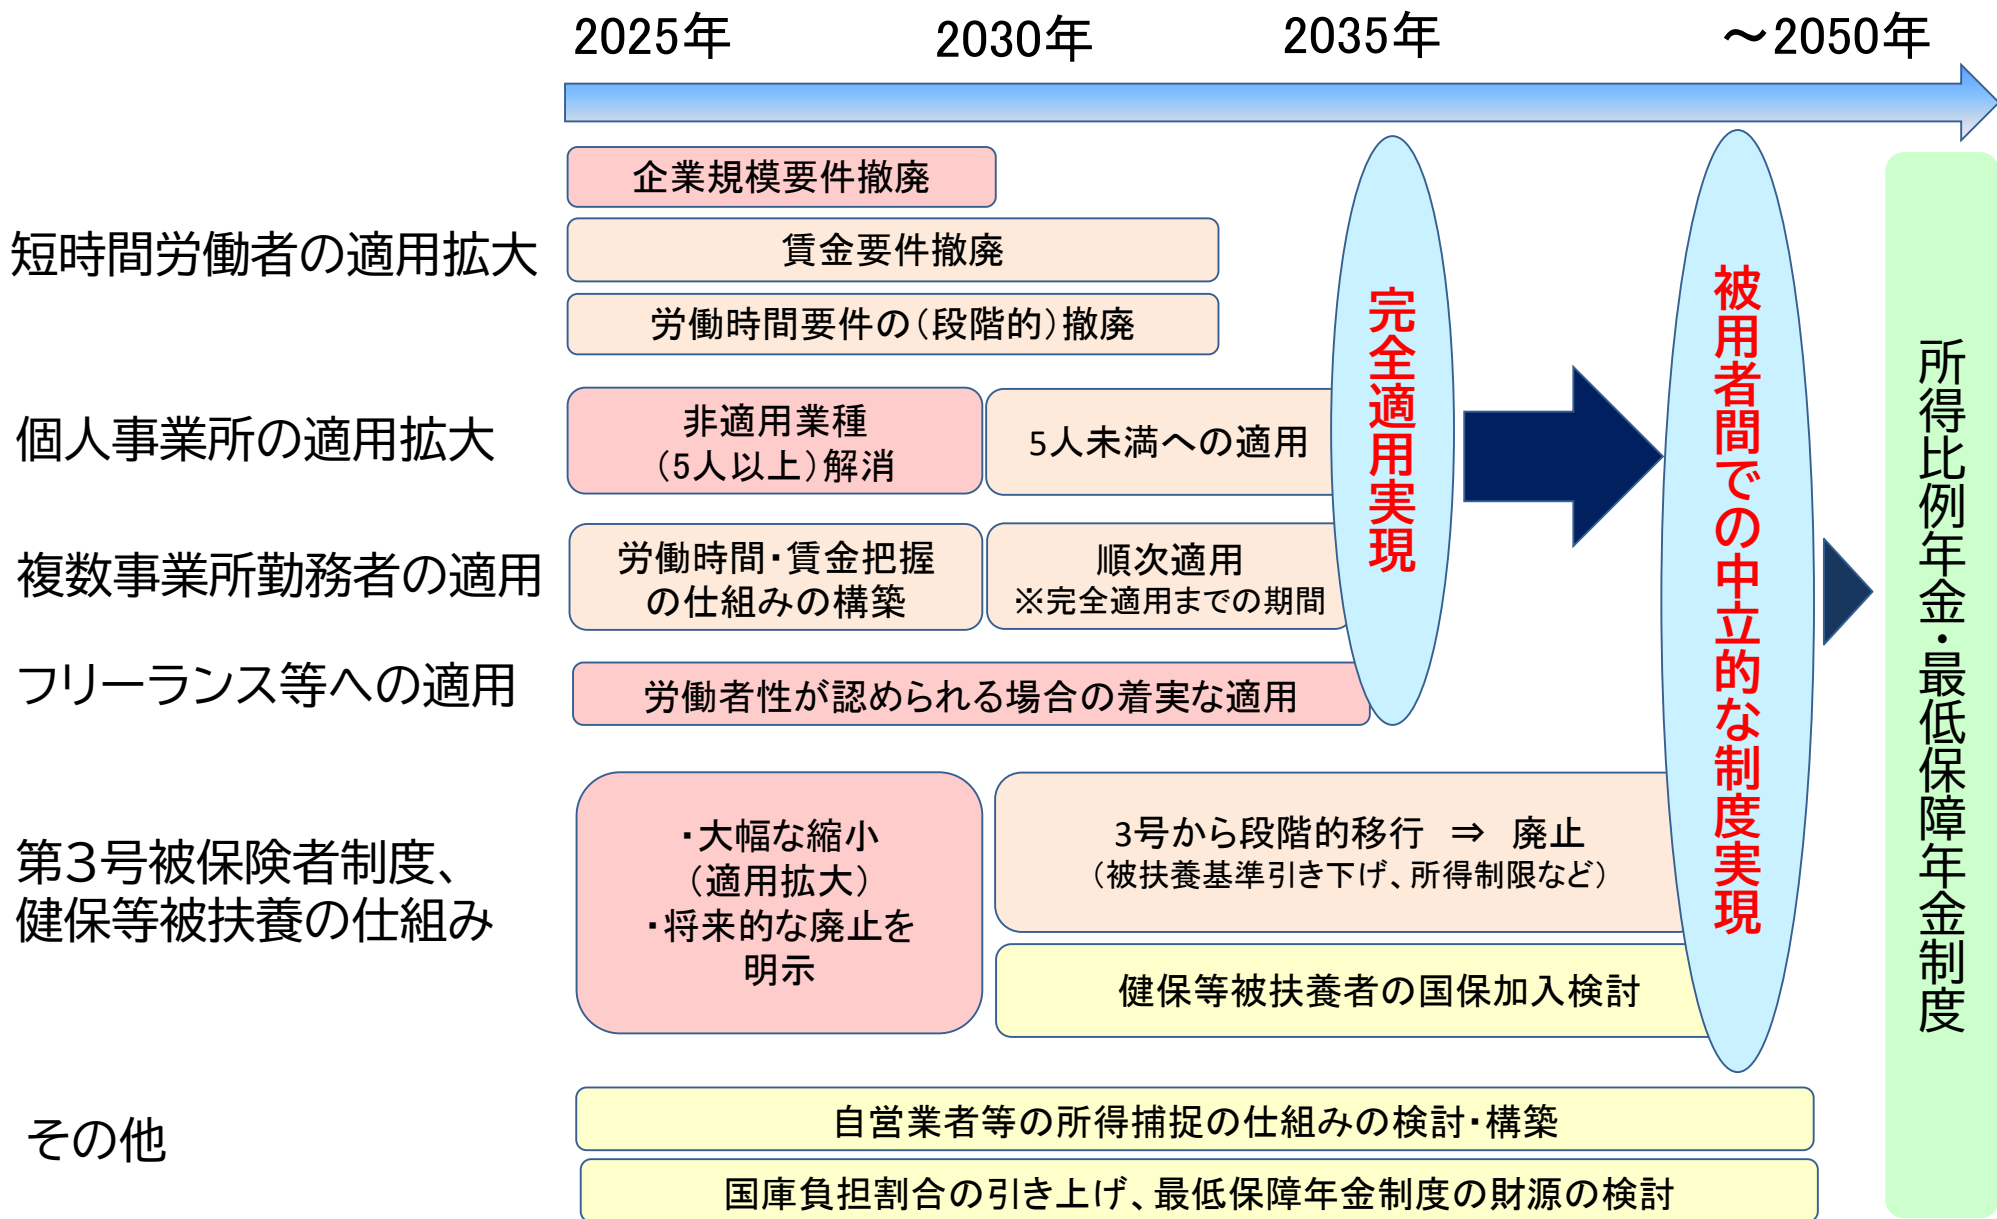 2025年
2030年
2035年
～2050年
企業規模要件撤廃
短時間労働者の適用拡大
賃金要件撤廃
労働時間要件の（段階的）撤廃
個人事業所の適用拡大
非適用業種
（5人以上）解消
5人未満への適用
複数事業所勤務者の適用
労働時間・賃金把握
の仕組みの構築
順次適用
※完全適用までの期間
フリーランス等への適用
労働者性が認められる場合の着実な適用
完全適用実現
第３号被保険者制度、
健保等被扶養の仕組み
・大幅な縮小
（適用拡大）
・将来的な廃止を
明示
3号から段階的移行　⇒　廃止
（被扶養基準引き下げ、所得制限など）
健保等被扶養者の国保加入検討
被用者間での中立的な制度実現
その他
自営業者等の所得捕捉の仕組みの検討・構築
国庫負担割合の引き上げ、最低保障年金制度の財源の検討
所得比例年金・最低保障年金制度